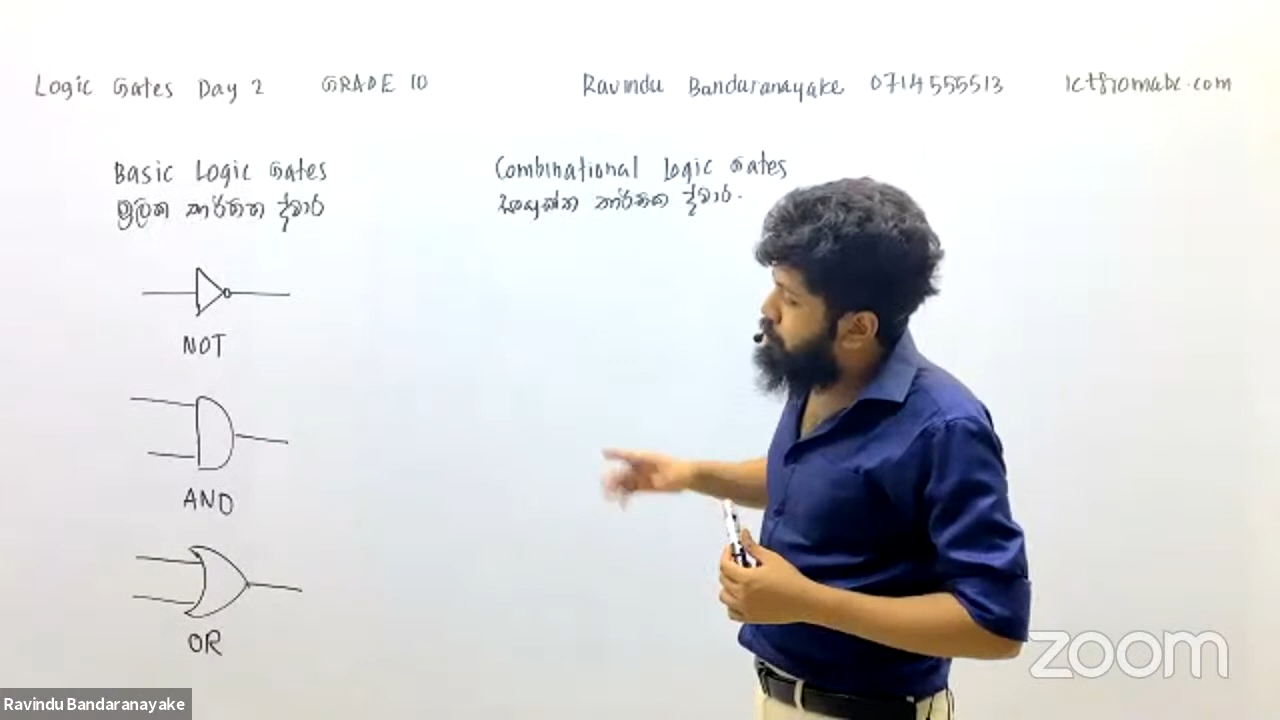 Logic Gates Day 2 GRADE 10 Ravindu Bandaranayake 0714555513 ictfromabc.com
Basic Logic Gates
මූලික තාර්කික ද්වාර
Combinational Logic Gates
සංයුක්ත තාර්කික ද්වාර.
NOT
AND
OR
zoom
Ravindu Bandaranayake